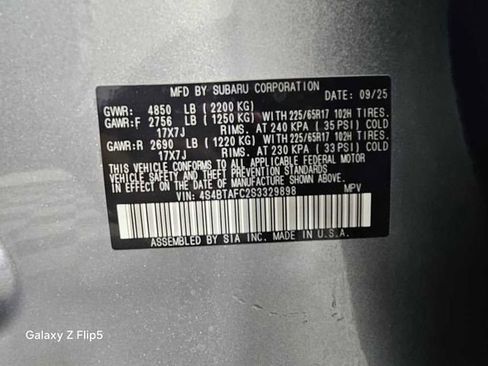 MFD BY SUBARU CORPORATION
DATE: 09/25
GVWR: 4850 LB (2200 KG)
GAWR:F 2756 LB (1250 KG) WITH 225/65R17 102H TIRES.
17X7J RIMS. AT 240 KPA (35 PSI) COLD
GAWR:R 2690 LB (1220 KG) WITH 225/65R17 102H TIRES.
17X7J RIMS. AT 230 KPA (33 PSI) COLD
THIS VEHICLE CONFORMS TO ALL APPLICABLE FEDERAL MOTOR
VEHICLE SAFETY STANDARDS IN EFFECT ON THE
DATE OF MANUFACTURE SHOWN ABOVE.
VIN: 4S4BTAFC2S3329898 MPV
ASSEMBLED BY SIA INC. MADE IN U.S.A.
Galaxy Z Flip5